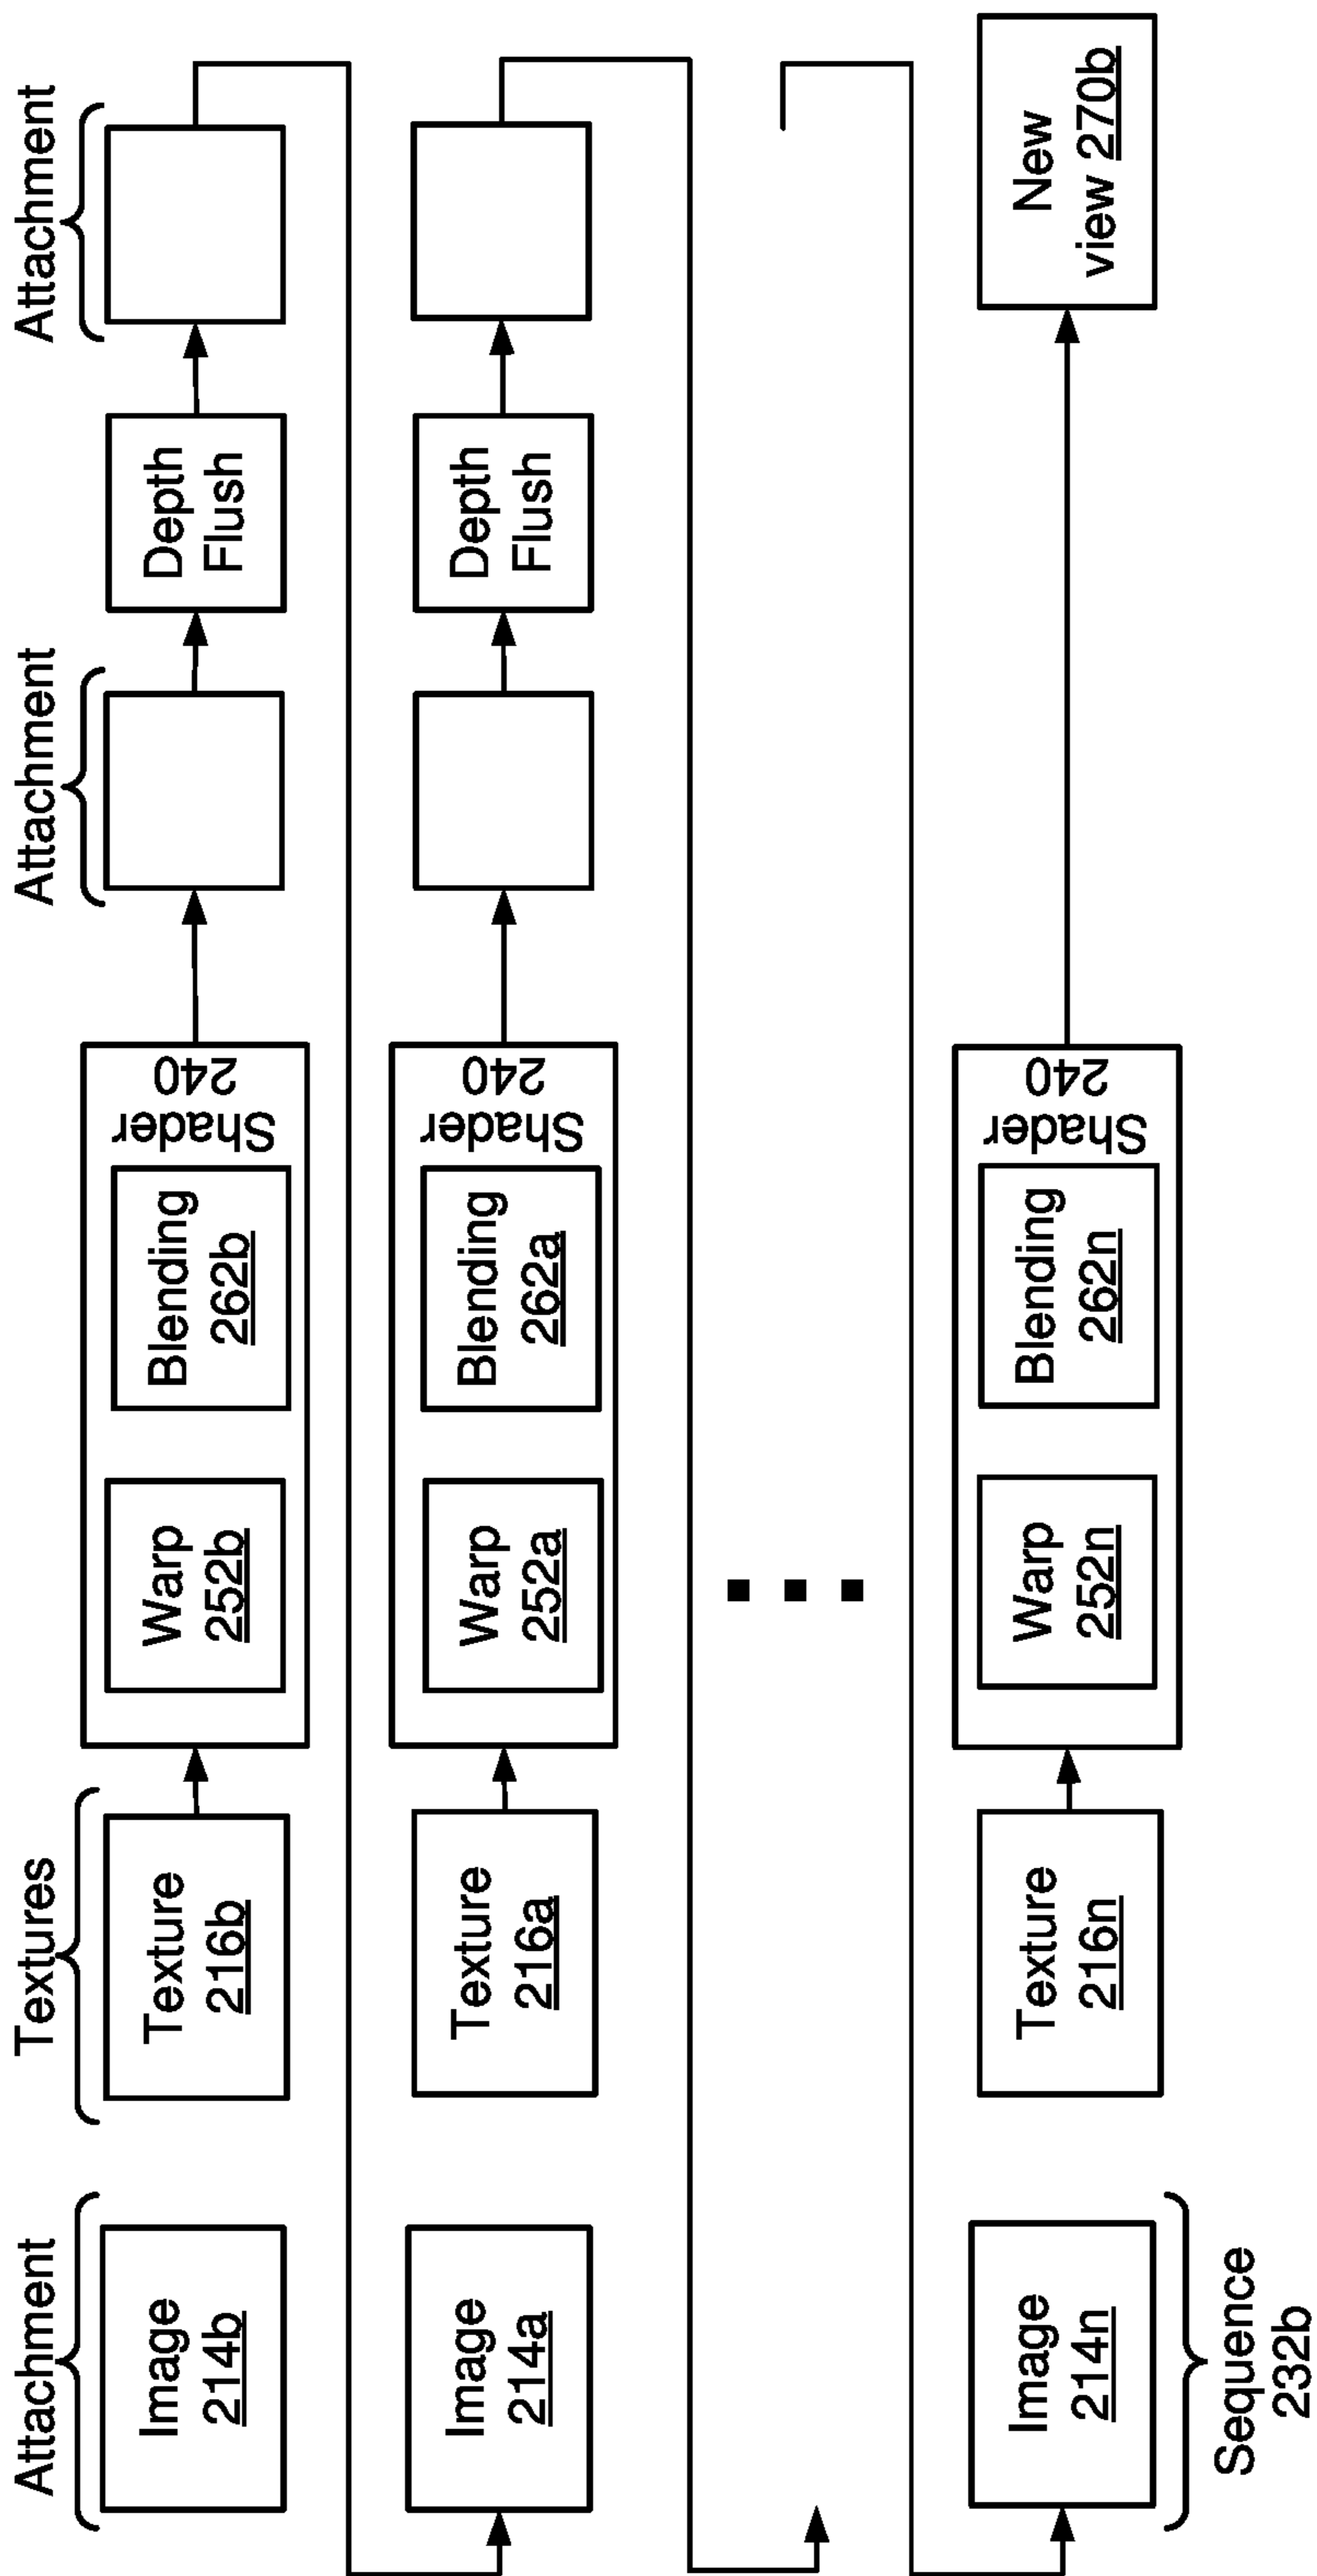 Attachment
Textures
Attachment
Attachment
Image
214b
Texture
216b
Warp
252b
Blending
262b
Shader
240
Depth
Flush
Image
214a
Texture
216a
Warp
252a
Blending
262a
Shader
240
Depth
Flush
Image
214n
Texture
216n
Warp
252n
Blending
262n
Shader
240
New
view 270b
Sequence
232b